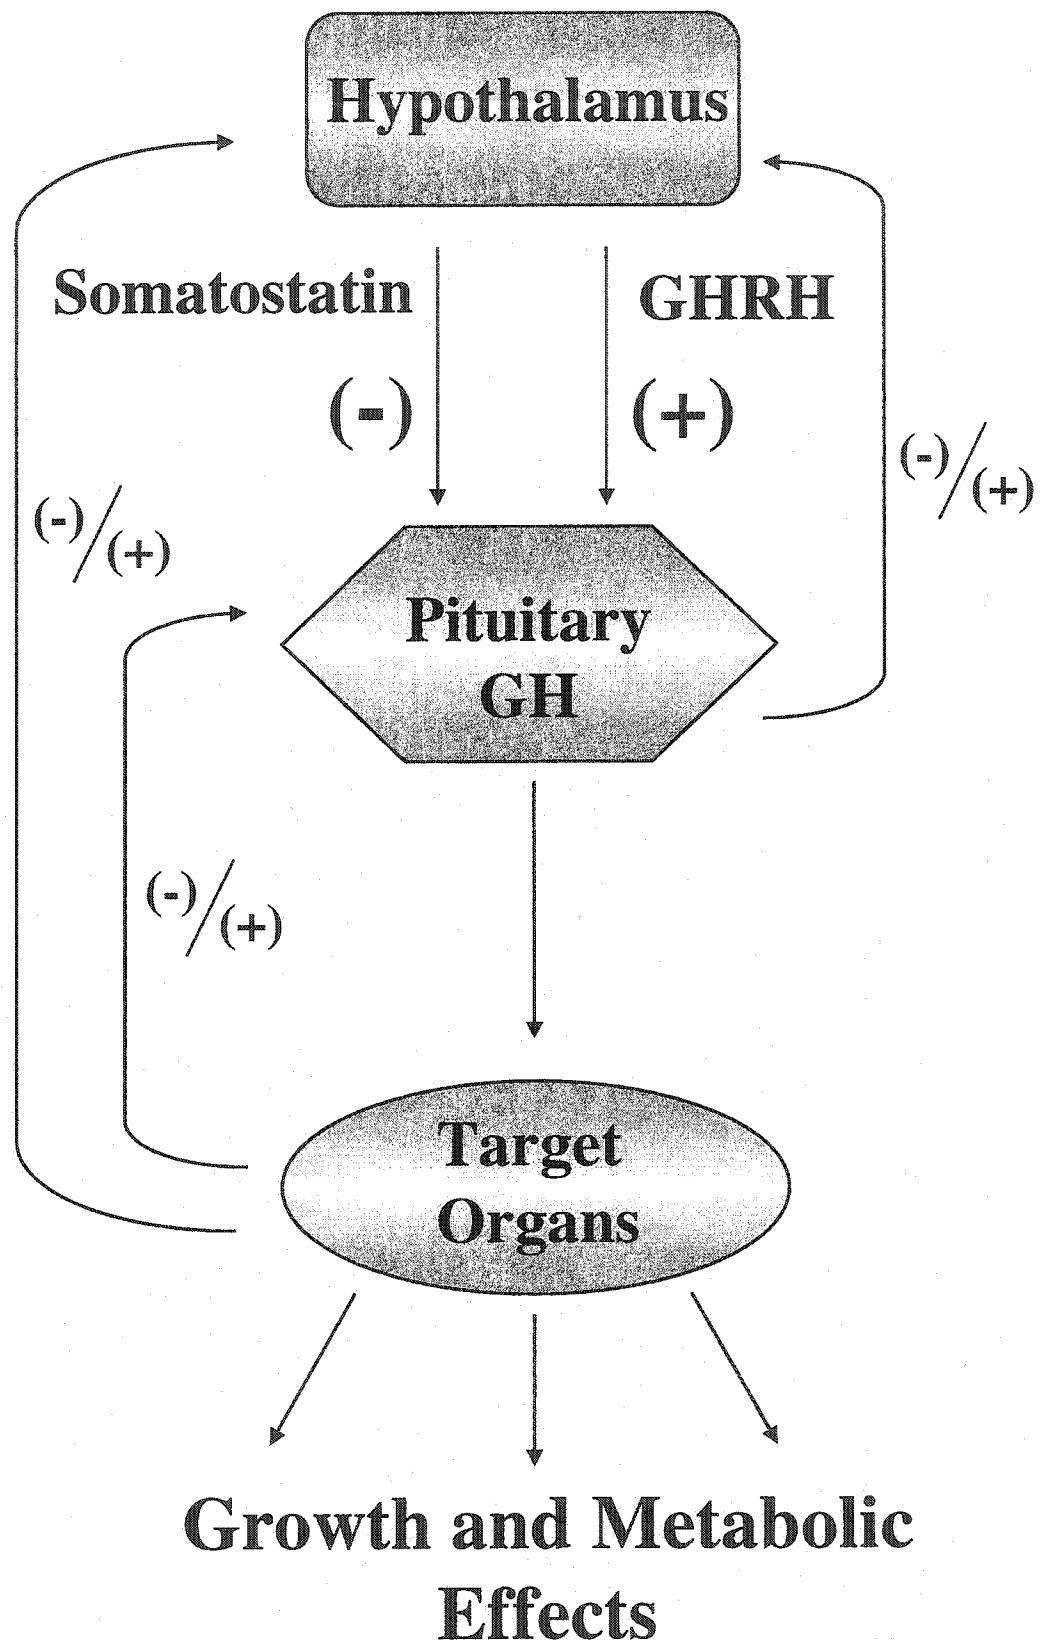 Hypothalamus
Somatostatin
GHRH
(-)
(+)
(-)/(+)
(-)/(+)
Pituitary
GH
(-)/(+)
Target
Organs
Growth and Metabolic
Effects